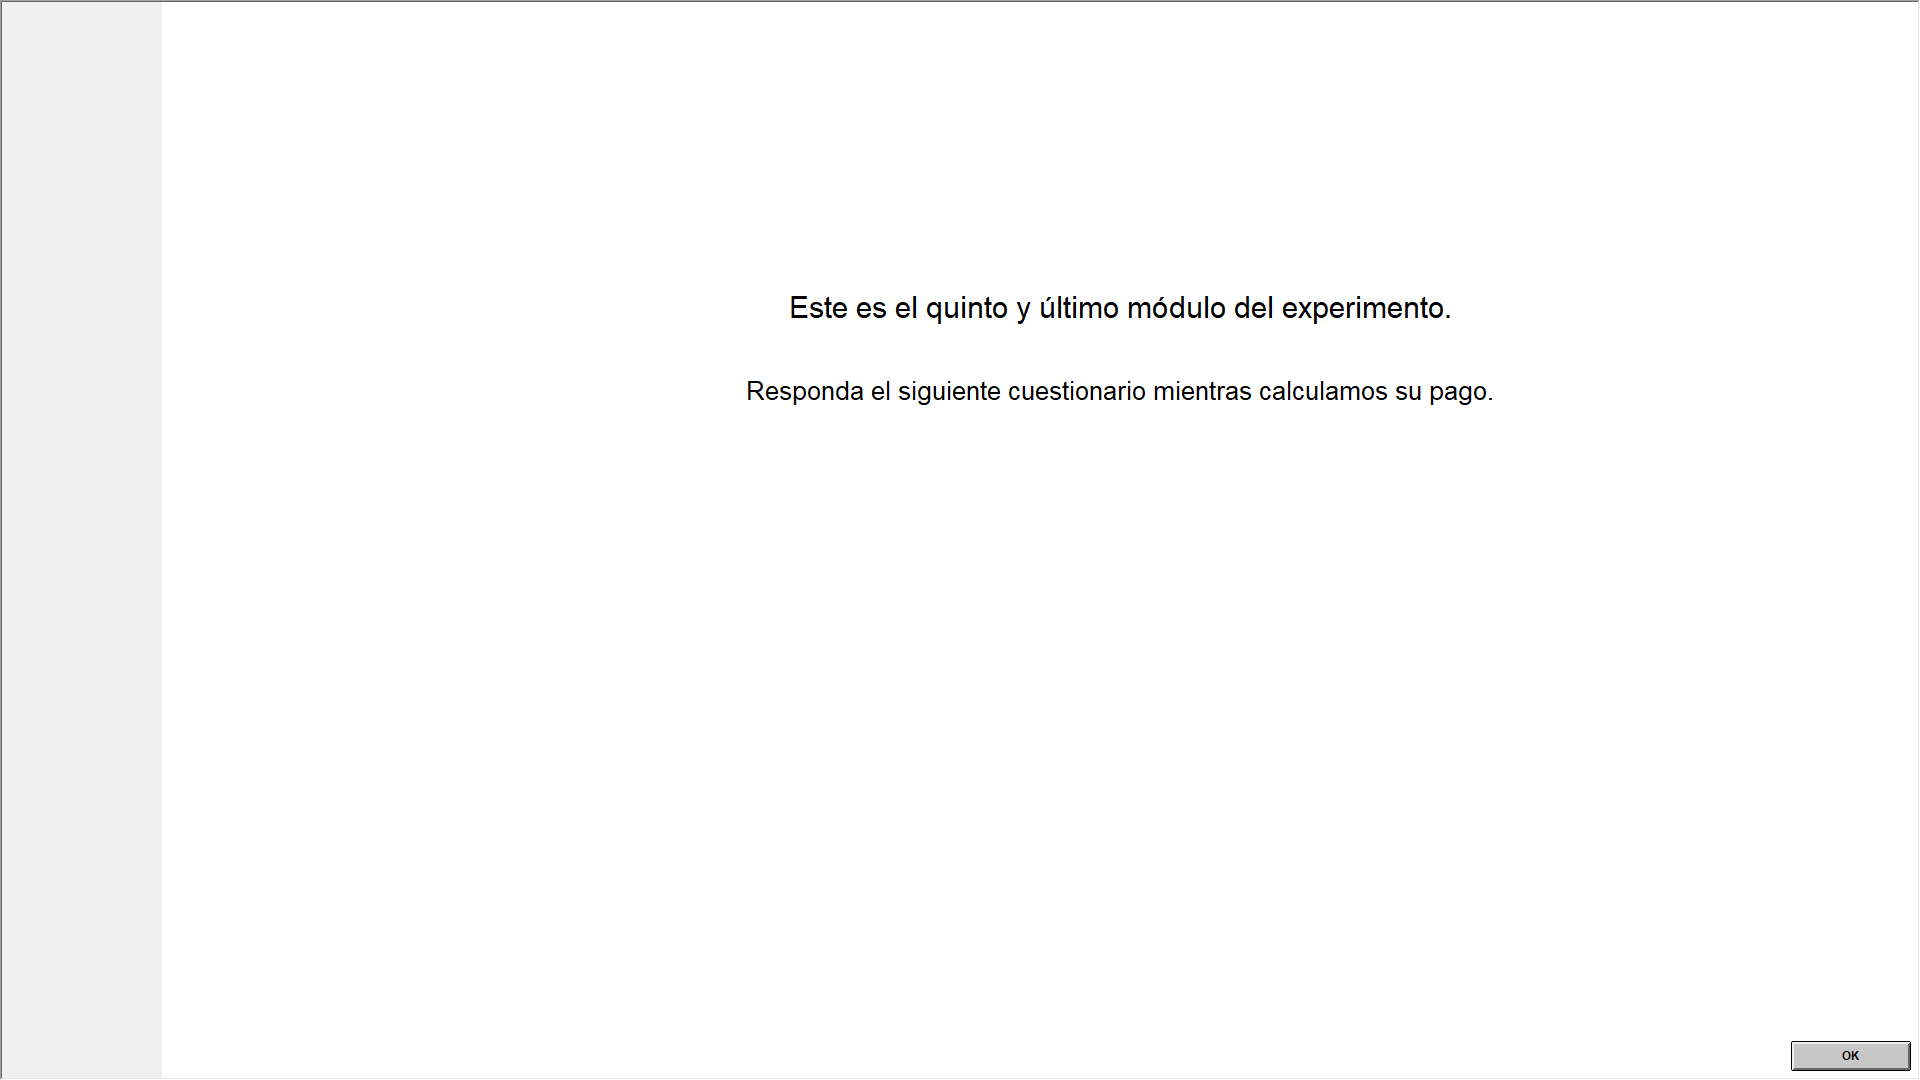 Este es el quinto y último módulo del experimento.
Responda el siguiente cuestionario mientras calculamos su pago.
OK